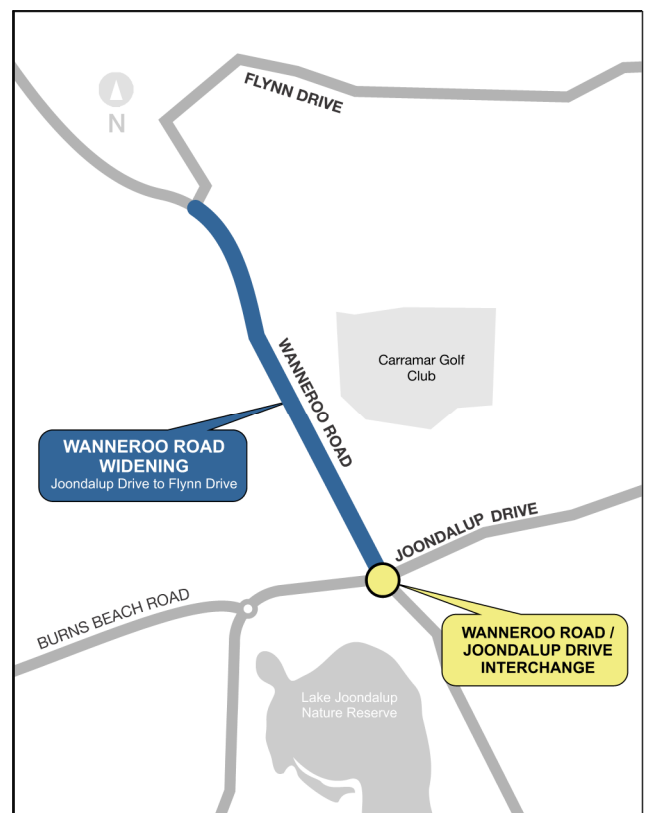 FLYNN DRIVE
N
WANNEROO ROAD
Carramar Golf
Club
WANNEROO ROAD
WIDENING
Joondalup Drive to Flynn Drive
JOONDALUP DRIVE
BURNS BEACH ROAD
WANNEROO ROAD /
JOONDALUP DRIVE
INTERCHANGE
Lake Joondalup
Nature Reserve